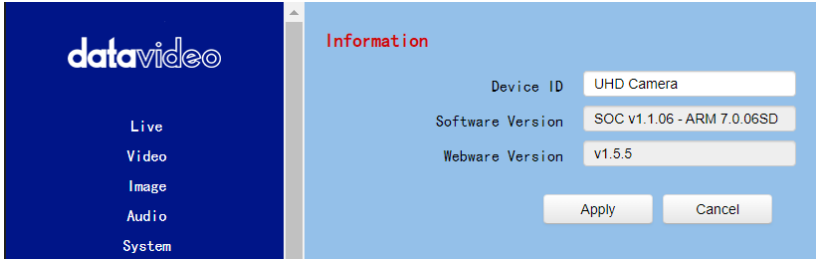 datavideo
Live
Video
Image
Audio
System
Information
Device ID UHD Camera
Software Version SOC v1.1.06 - ARM 7.0.06SD
Webware Version v1.5.5
Apply Cancel